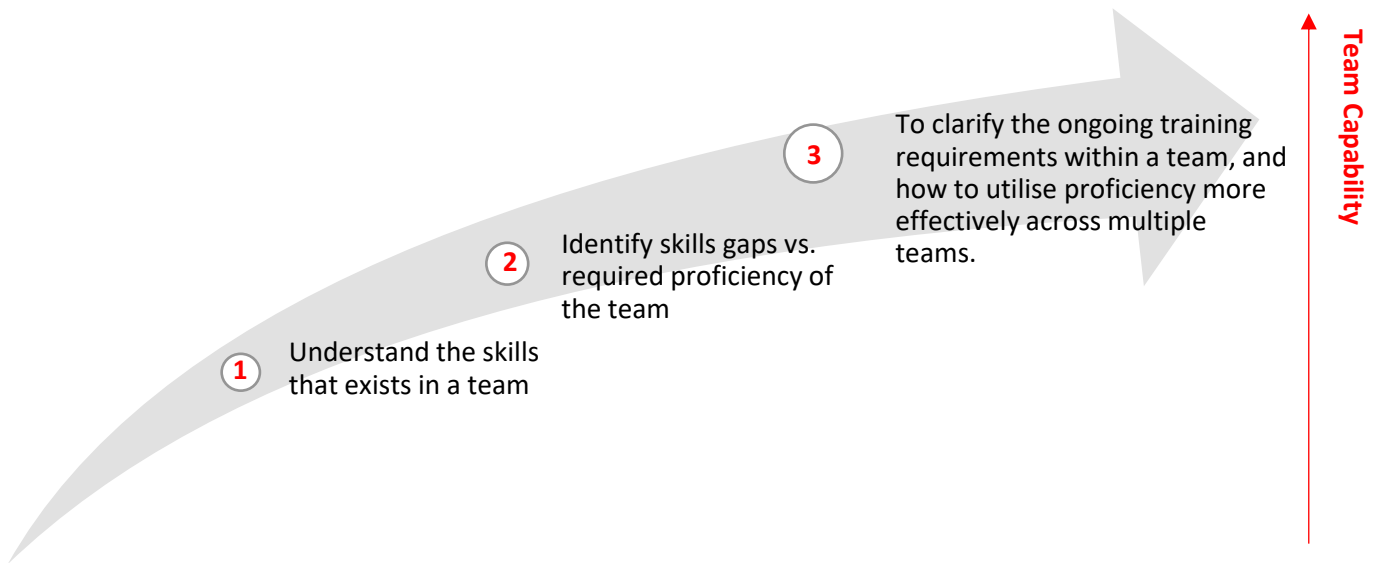 1
Understand the skills
that exists in a team
2
Identify skills gaps vs.
required proficiency of
the team
3
To clarify the ongoing training
requirements within a team, and
how to utilise proficiency more
effectively across multiple
teams.
Team Capability